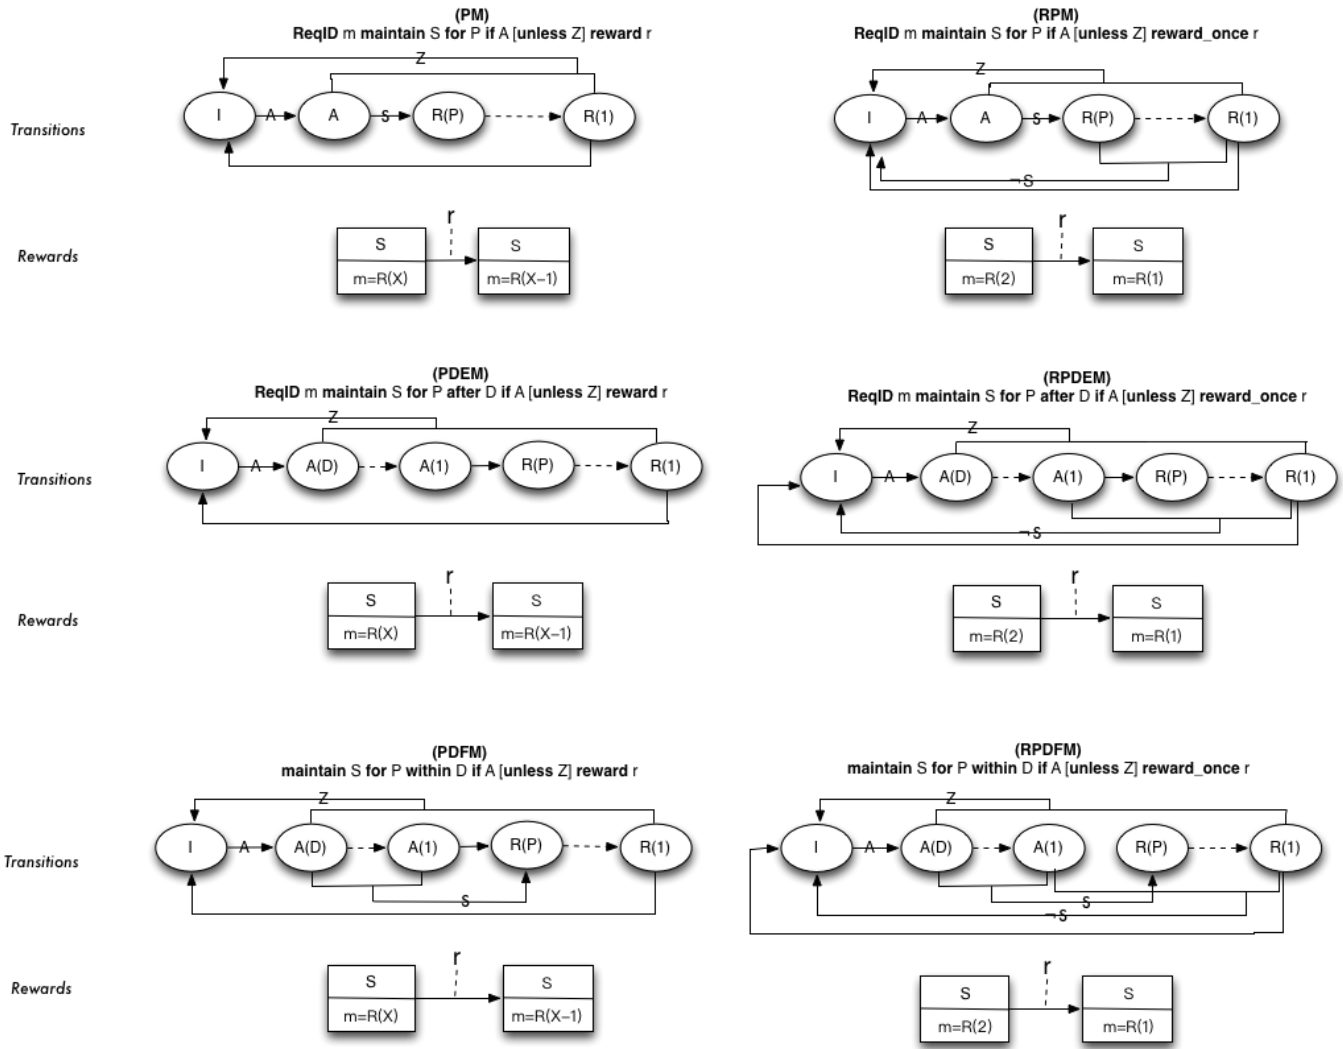 (PM)
ReqID m maintain S for P if A [unless Z] reward r
Z
I
A
A
S
R(P)
R(1)
Transitions
r
Rewards
S
S
m=R(X)
m=R(X−1)
(RPM)
ReqID m maintain S for P if A [unless Z] reward_once r
Z
I
A
A
S
R(P)
R(1)
¬S
r
S
S
m=R(2)
m=R(1)
(PDEM)
ReqID m maintain S for P after D if A [unless Z] reward r
Z
I
A
A(D)
A(1)
R(P)
R(1)
Transitions
r
Rewards
S
S
m=R(X)
m=R(X−1)
(RPDEM)
ReqID m maintain S for P after D if A [unless Z] reward_once r
Z
I
A
A(D)
A(1)
R(P)
R(1)
¬S
r
S
S
m=R(2)
m=R(1)
(PDFM)
maintain S for P within D if A [unless Z] reward r
Z
I
A
A(D)
A(1)
R(P)
R(1)
Transitions
S
r
Rewards
S
S
m=R(X)
m=R(X−1)
(RPDFM)
maintain S for P within D if A [unless Z] reward_once r
Z
I
A
A(D)
A(1)
R(P)
R(1)
S
¬S
r
S
S
m=R(2)
m=R(1)